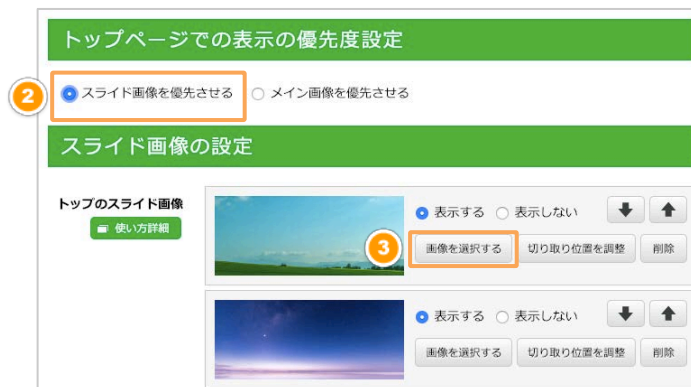 トップページでの表示の優先度設定
2 スライド画像を優先させる メイン画像を優先させる
スライド画像の設定
トップのスライド画像
使い方詳細
表示する 表示しない
3 画像を選択する 切り取り位置を調整 削除
表示する 表示しない
画像を選択する 切り取り位置を調整 削除